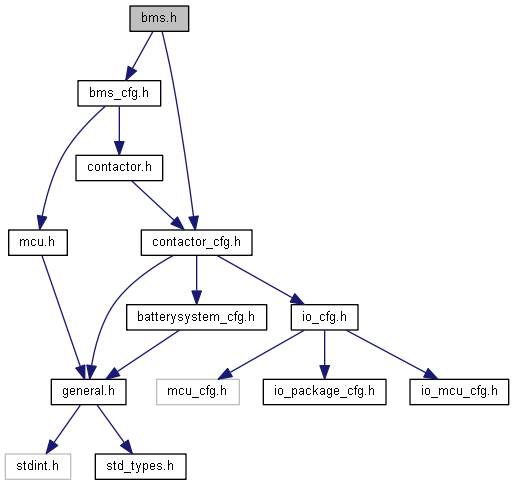 bms.h
bms_cfg.h
contactor.h
mcu.h
contactor_cfg.h
batterysystem_cfg.h
io_cfg.h
general.h
mcu_cfg.h
io_package_cfg.h
io_mcu_cfg.h
stdint.h
std_types.h